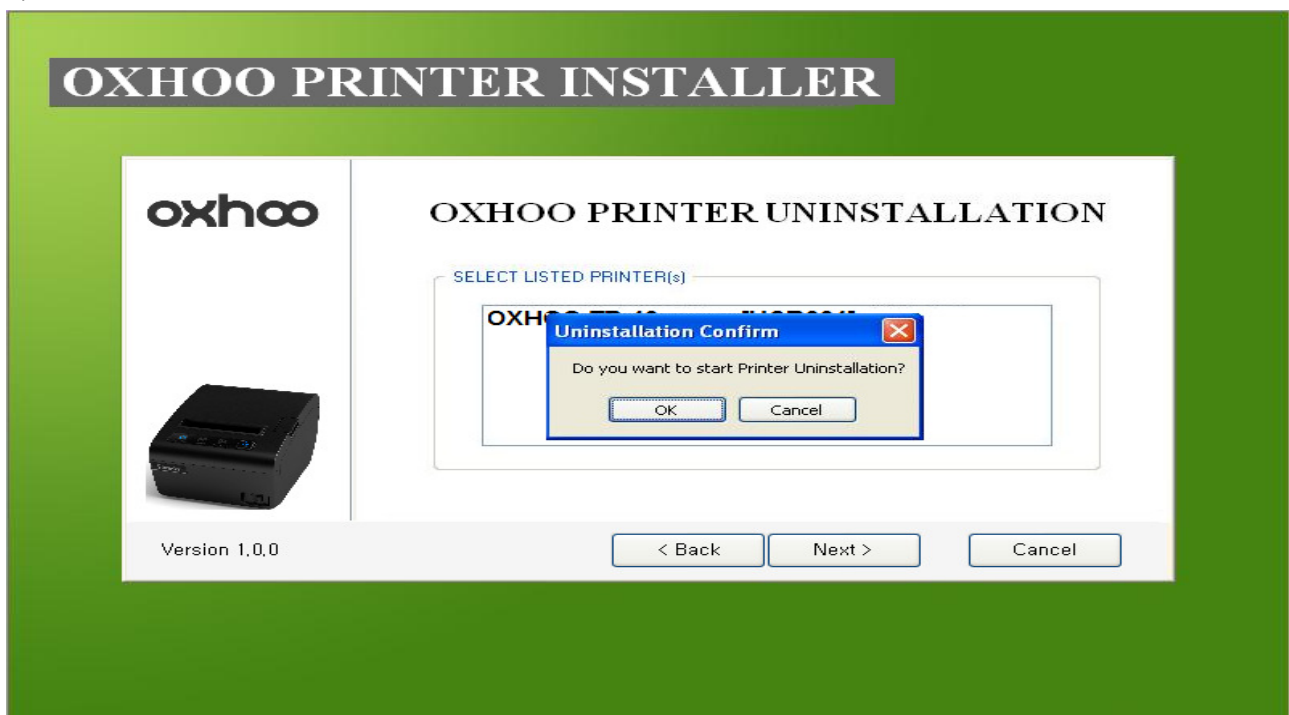 OXHOO PRINTER INSTALLER
oxhoo
OXHOO PRINTER UNINSTALLATION
SELECT LISTED PRINTER(s)
Uninstallation Confirm
Do you want to start Printer Uninstallation?
OK
Cancel
Version 1,0,0
< Back
Next >
Cancel